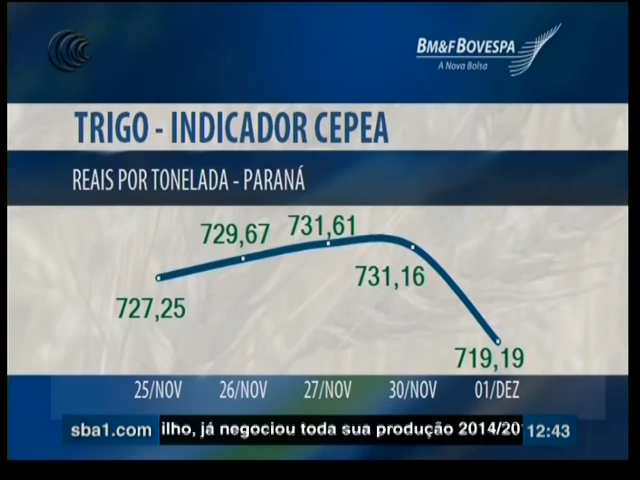 BM&FBOVESPA
A Nova Bolsa
TRIGO - INDICADOR CEPEA
REAIS POR TONELADA - PARANÁ
727,25
729,67
731,61
731,16
719,19
25/NOV 26/NOV 27/NOV 30/NOV 01/DEZ
sba1.com ilho, já negociou toda sua produção 2014/20 12:43